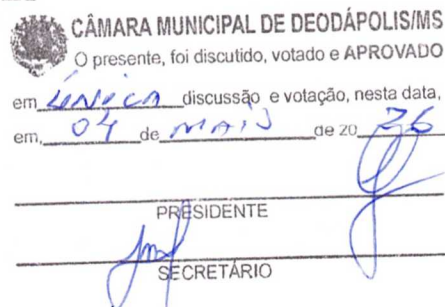 CÂMARA MUNICIPAL DE DEODÁPOLIS/MS
O presente, foi discutido, votado e APROVADO
em única discussão e votação, nesta data,
em, 04 de maio de 20 26
PRESIDENTE
SECRETÁRIO